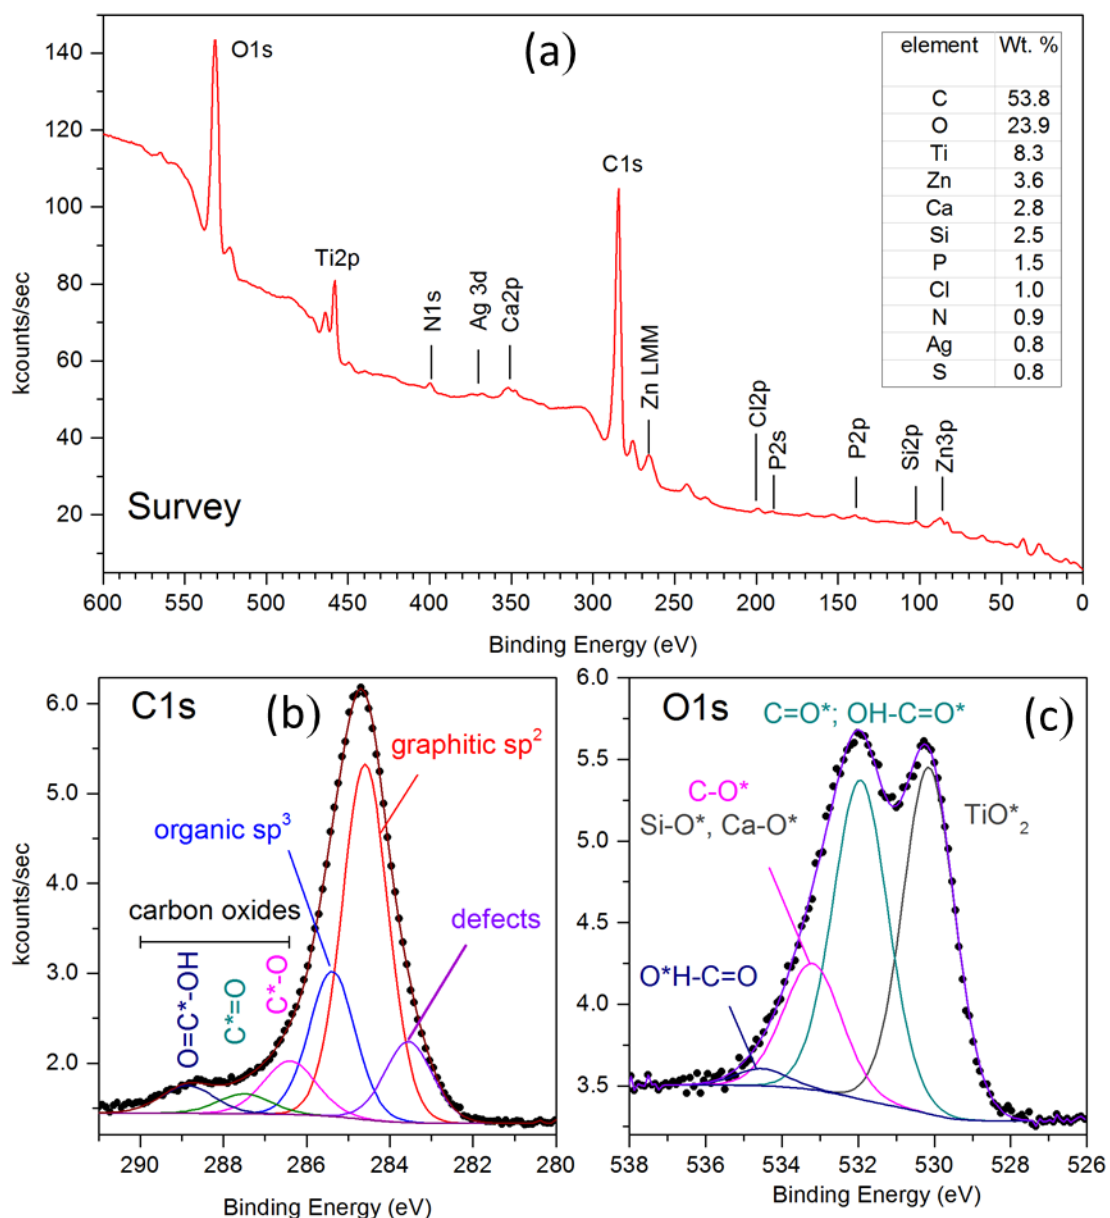 (a)
O1s
Ti2p
N1s
Ag 3d
Ca2p
C1s
Zn LMM
Cl2p
P2s
P2p
Si2p
Zn3p
Survey
element Wt. %
C 53.8
O 23.9
Ti 8.3
Zn 3.6
Ca 2.8
Si 2.5
P 1.5
Cl 1.0
N 0.9
Ag 0.8
S 0.8
kcounts/sec
140
120
100
80
60
40
20
600 550 500 450 400 350 300 250 200 150 100 50 0
Binding Energy (eV)
C1s
(b)
graphitic sp²
organic sp³
carbon oxides
defects
O=C*-OH
C*=O
C*-O
kcounts/sec
6.0
5.0
4.0
3.0
2.0
290 288 286 284 282 280
Binding Energy (eV)
O1s
(c)
C=O*; OH-C=O*
C-O*
Si-O*, Ca-O*
TiO*₂
O*H-C=O
6.0
5.5
5.0
4.5
4.0
3.5
538 536 534 532 530 528 526
Binding Energy (eV)